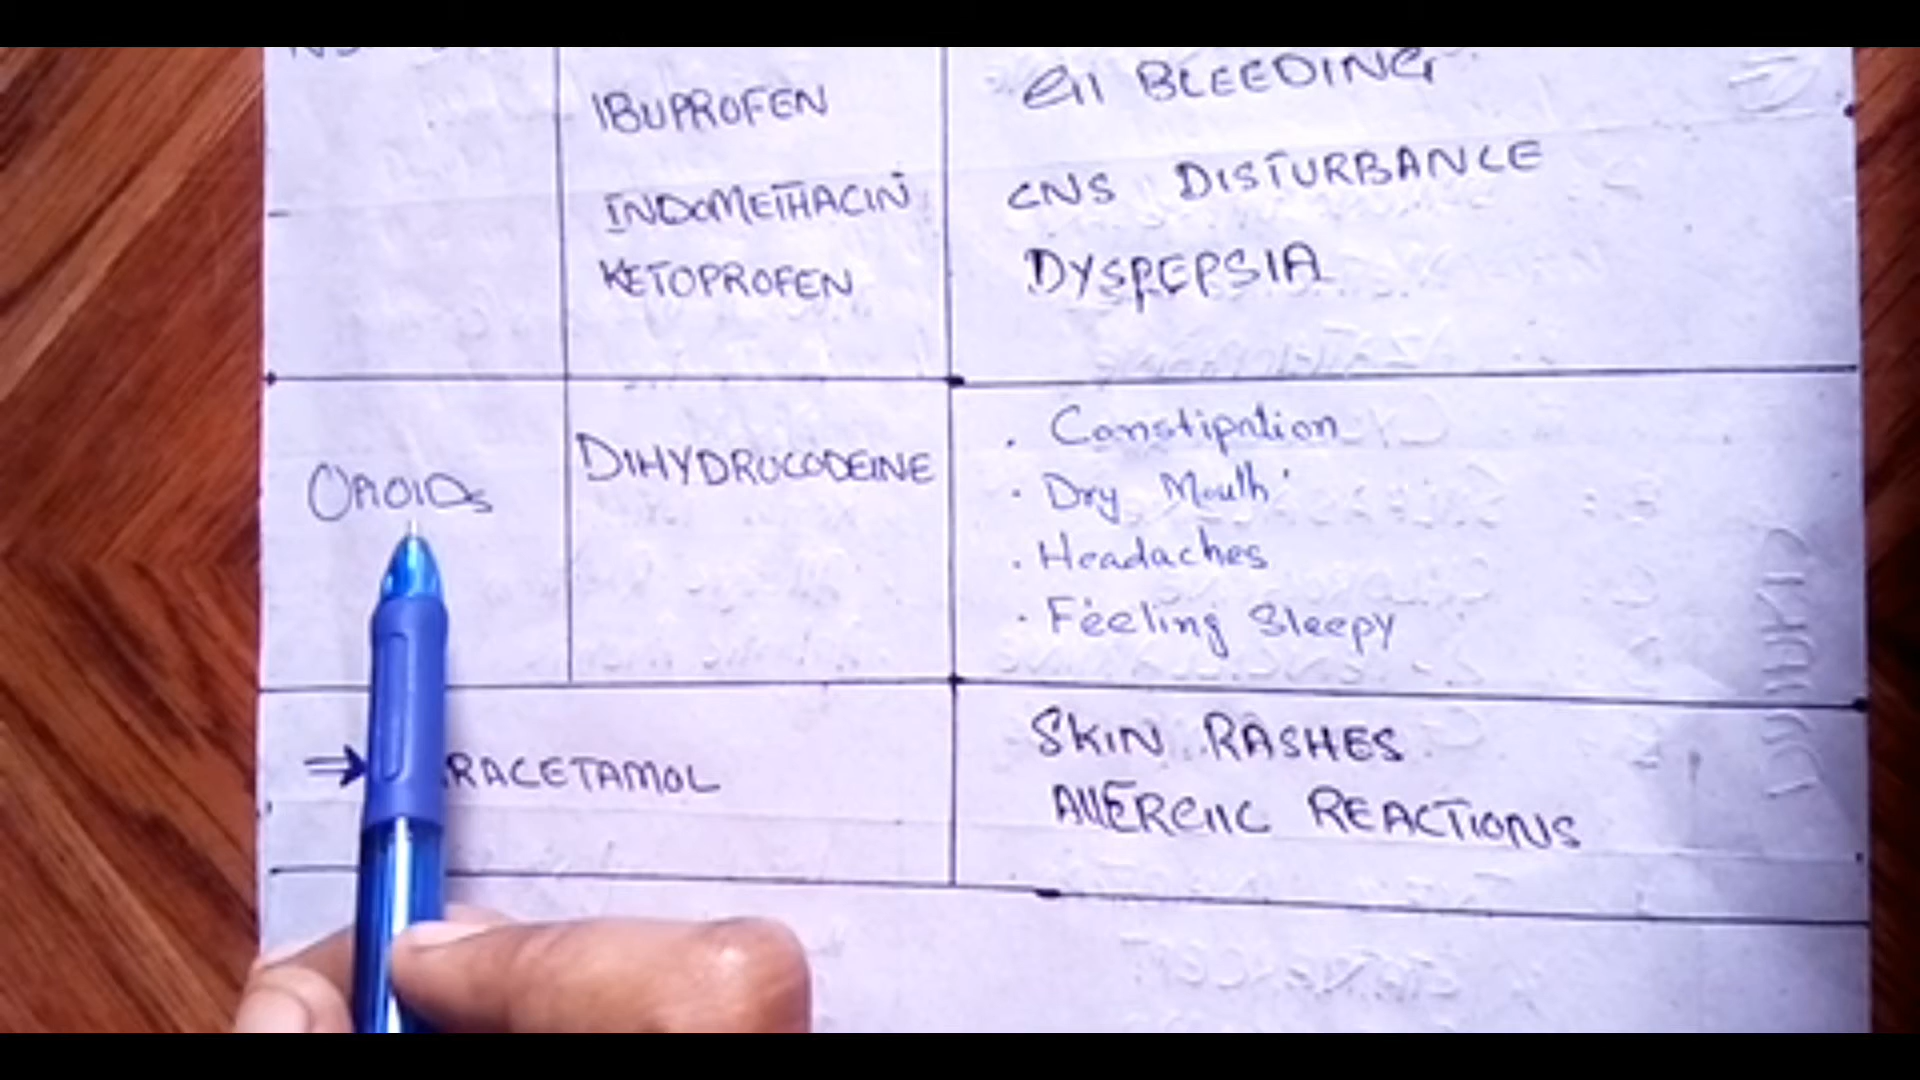 IBUPROFEN
INDOMETHACIN
KETOPROFEN
GI BLEEDING
CNS DISTURBANCE
DYSPEPSIA
OPIOIDs
DIHYDROCODEINE
. Constipation
. Dry Mouth
. Headaches
. Feeling Sleepy
⇒ RACETAMOL
SKIN RASHES
AllERGIC REACTIONS